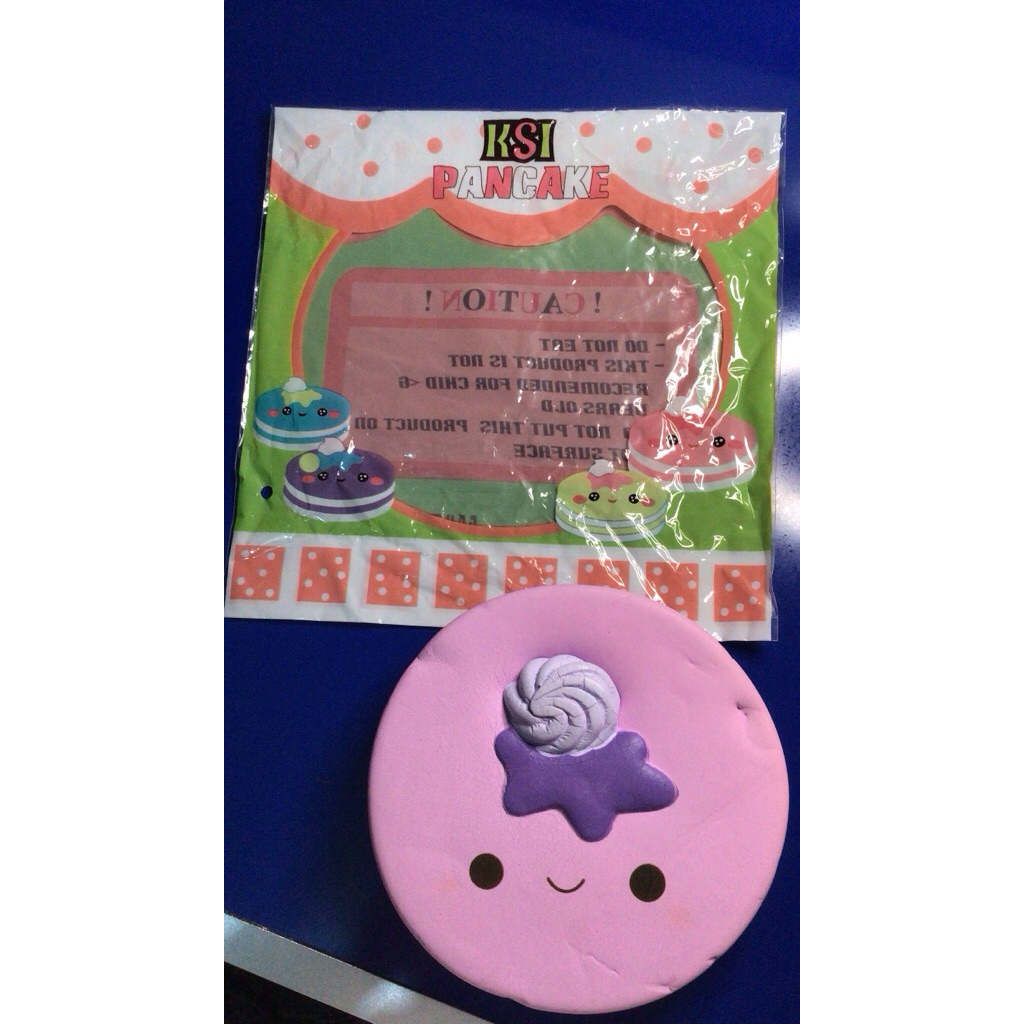 KSI
PANCAKE
! CAUTION !
- DO NOT EAT
- THIS PRODUCT IS NOT
RECOMENDED FOR CHID <6
YEARS OLD
NOT PUT THIS PRODUCT ON
SURFACE